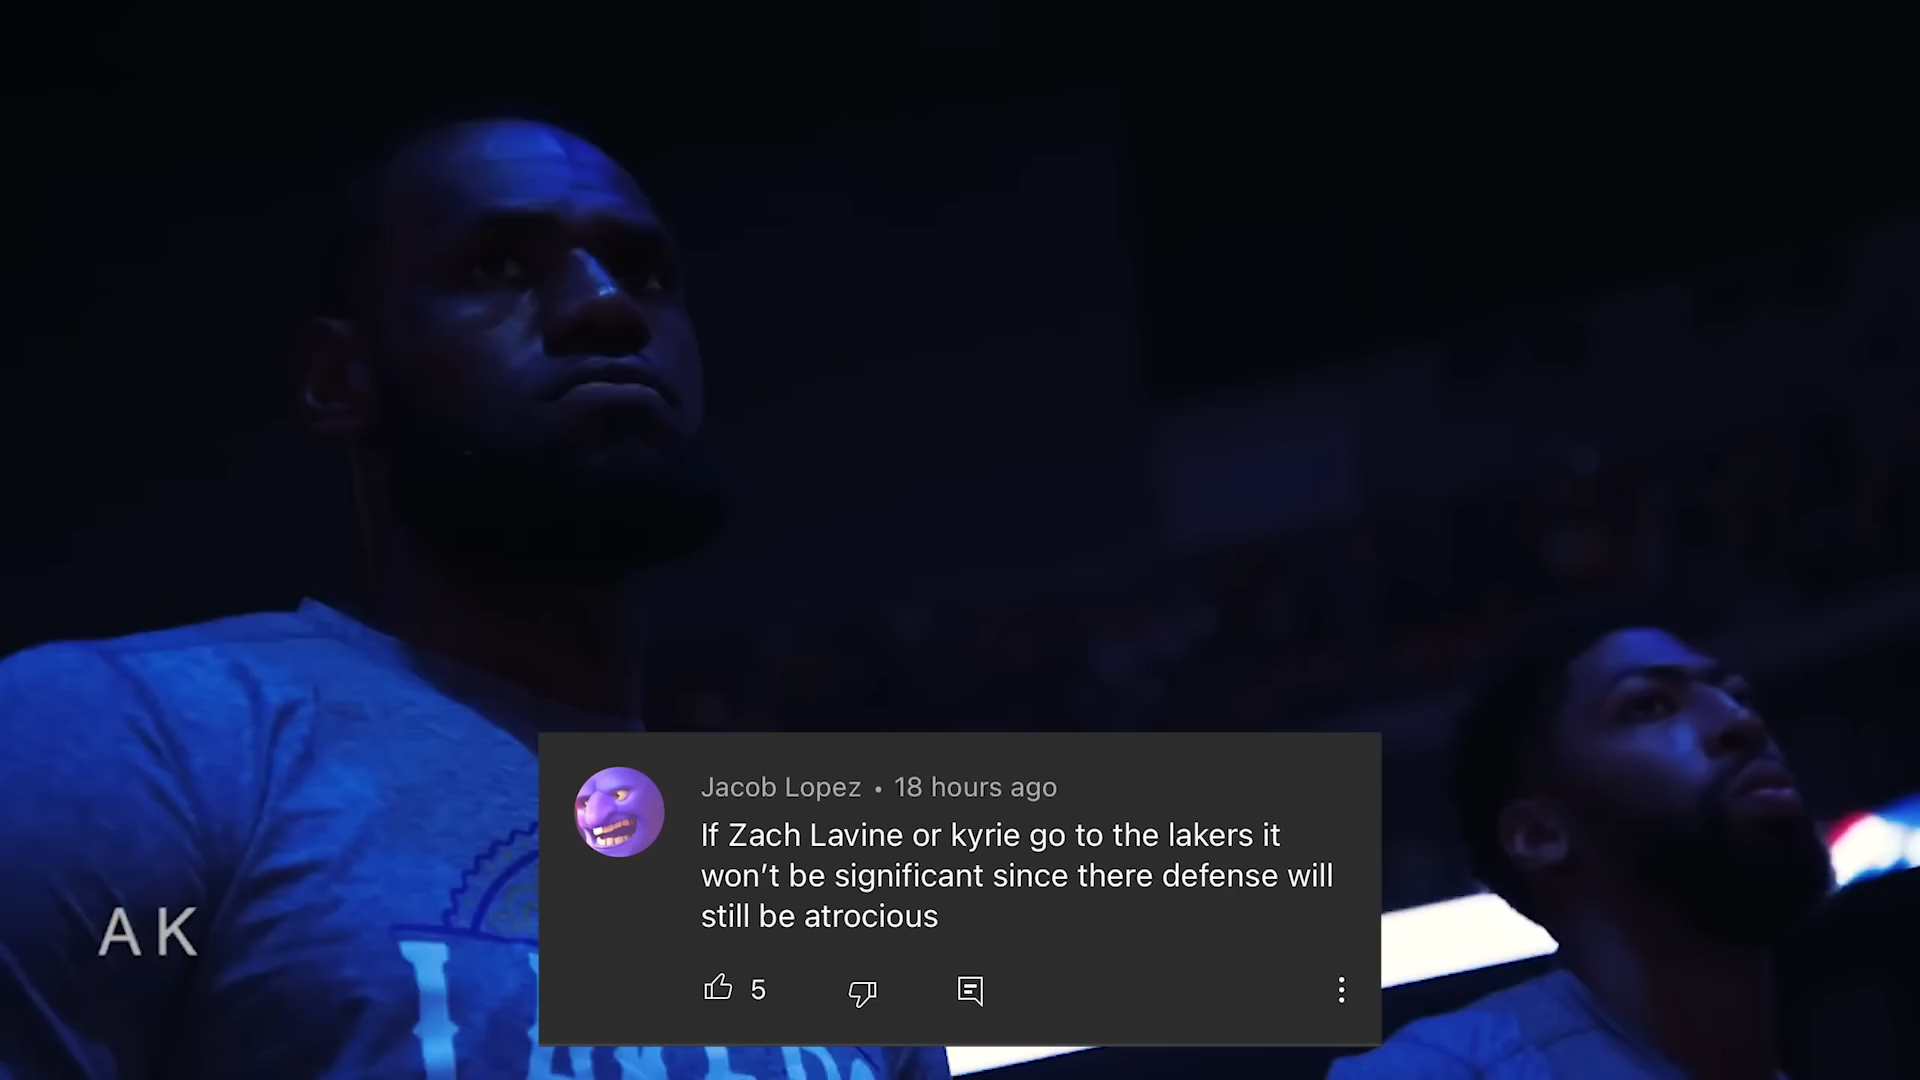 Jacob Lopez • 18 hours ago
If Zach Lavine or kyrie go to the lakers it
won’t be significant since there defense will
still be atrocious
5
AK